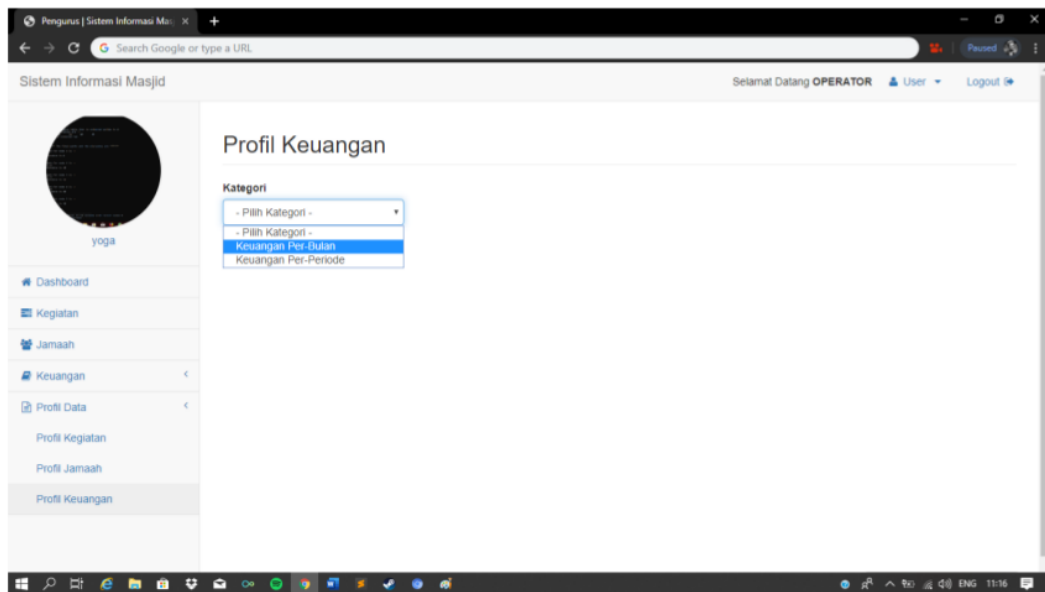 Pengurus | Sistem Informasi Mas
Search Google or type a URL
Paused
Sistem Informasi Masjid
Selamat Datang OPERATOR
User
Logout
yoga
Dashboard
Kegiatan
Jamaah
Keuangan
Profil Data
Profil Kegiatan
Profil Jamaah
Profil Keuangan
Profil Keuangan
Kategori
- Pilih Kategori -
- Pilih Kategori -
Keuangan Per-Bulan
Keuangan Per-Periode
ENG
11:16